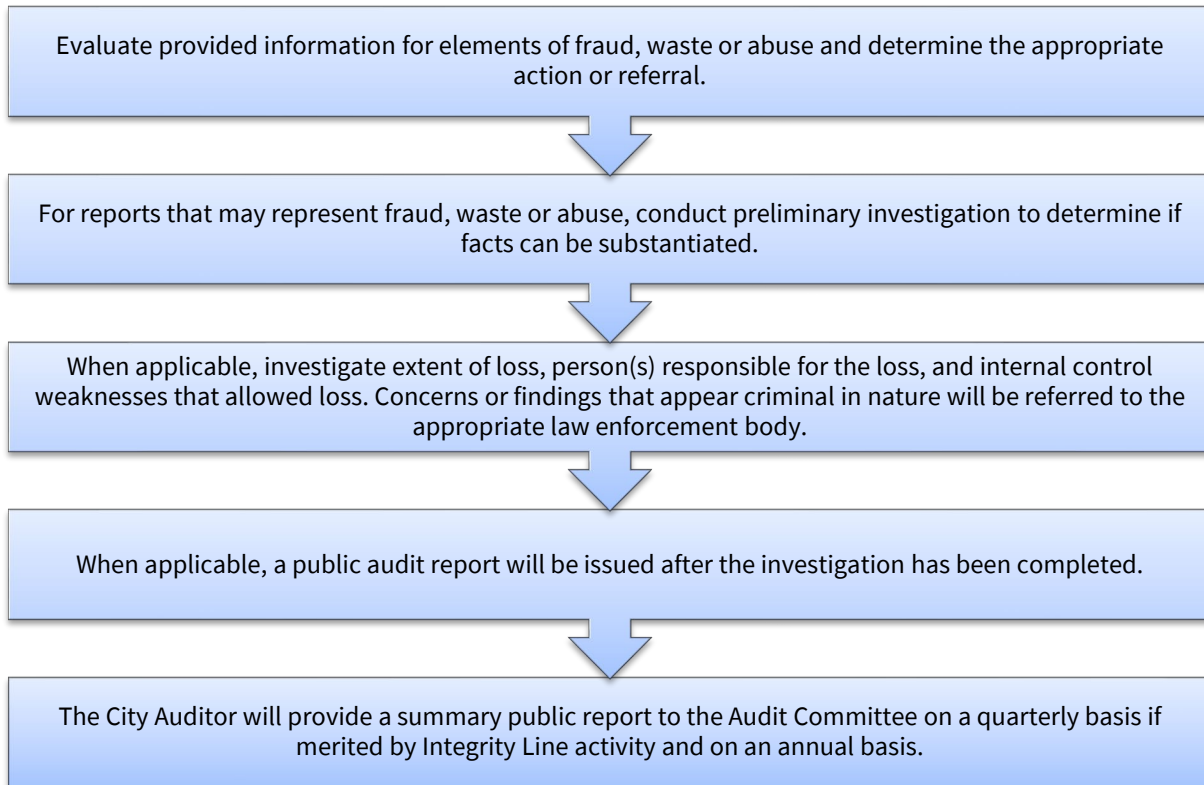 Evaluate provided information for elements of fraud, waste or abuse and determine the appropriate
action or referral.
For reports that may represent fraud, waste or abuse, conduct preliminary investigation to determine if
facts can be substantiated.
When applicable, investigate extent of loss, person(s) responsible for the loss, and internal control
weaknesses that allowed loss. Concerns or findings that appear criminal in nature will be referred to the
appropriate law enforcement body.
When applicable, a public audit report will be issued after the investigation has been completed.
The City Auditor will provide a summary public report to the Audit Committee on a quarterly basis if
merited by Integrity Line activity and on an annual basis.